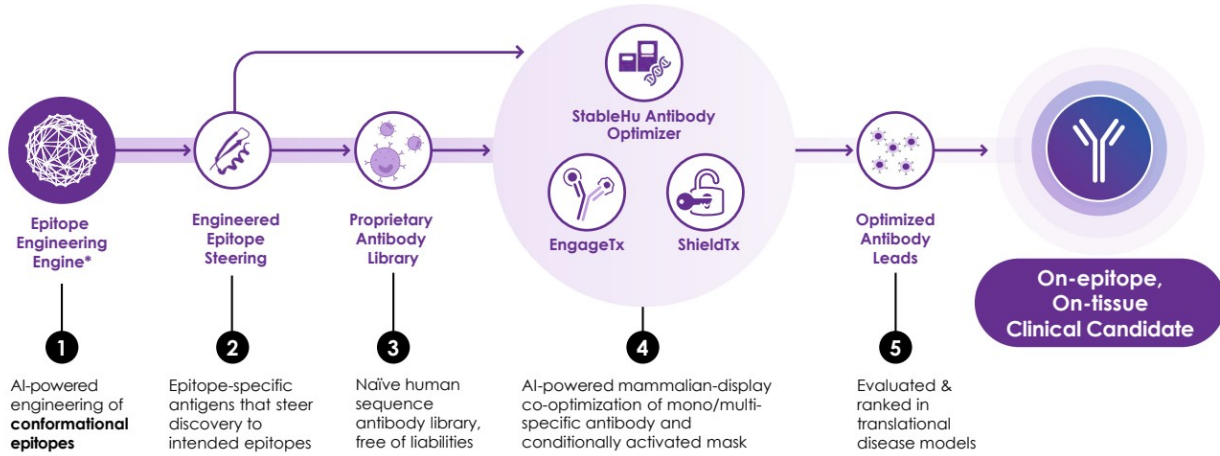 StableHu Antibody
Optimizer
EngageTx
ShieldTx
Epitope
Engineering
Engine*
Engineered
Epitope
Steering
Proprietary
Antibody
Library
Optimized
Antibody
Leads
On-epitope,
On-tissue
Clinical Candidate
1
AI-powered
engineering of
conformational
epitopes
2
Epitope-specific
antigens that steer
discovery to
intended epitopes
3
Naïve human
sequence
antibody library,
free of liabilities
4
AI-powered mammalian-display
co-optimization of mono/multi-
specific antibody and
conditionally activated mask
5
Evaluated &
ranked in
translational
disease models